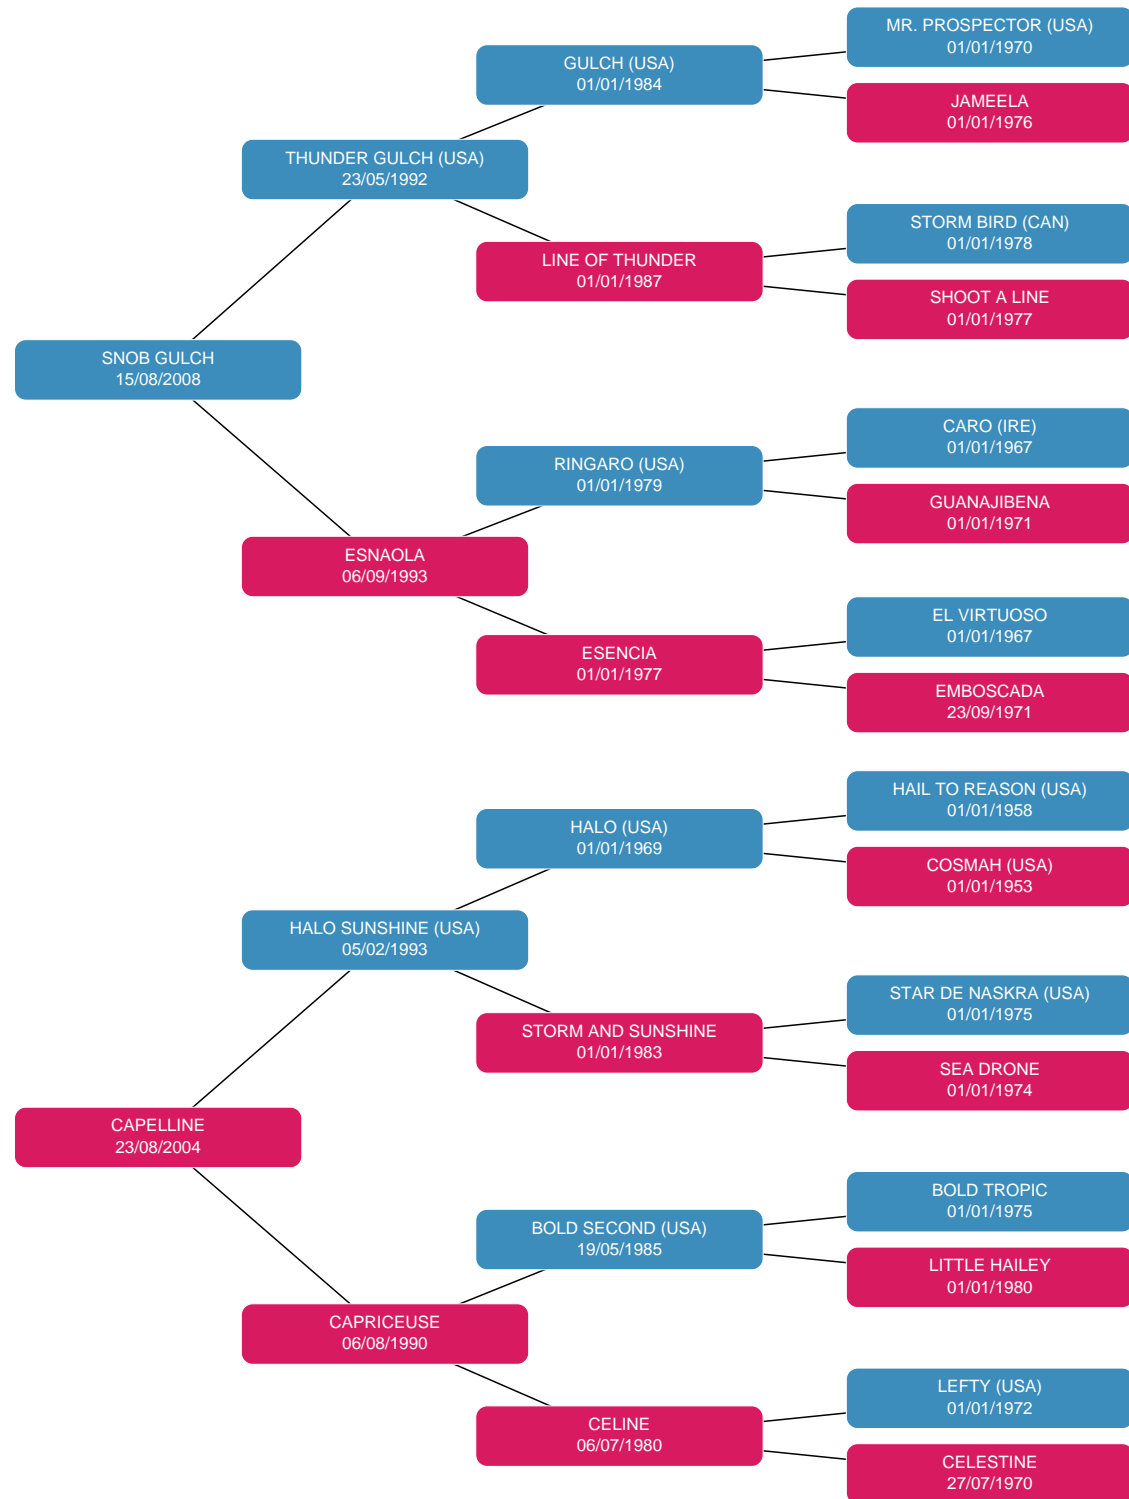 MR. PROSPECTOR (USA)
01/01/1970
GULCH (USA)
01/01/1984
JAMEELA
01/01/1976
THUNDER GULCH (USA)
23/05/1992
STORM BIRD (CAN)
01/01/1978
LINE OF THUNDER
01/01/1987
SHOOT A LINE
01/01/1977
SNOB GULCH
15/08/2008
CARO (IRE)
01/01/1967
RINGARO (USA)
01/01/1979
GUANAJIBENA
01/01/1971
ESNAOLA
06/09/1993
EL VIRTUOSO
01/01/1967
ESENCIA
01/01/1977
EMBOSCADA
23/09/1971
HAIL TO REASON (USA)
01/01/1958
HALO (USA)
01/01/1969
COSMAH (USA)
01/01/1953
HALO SUNSHINE (USA)
05/02/1993
STAR DE NASKRA (USA)
01/01/1975
STORM AND SUNSHINE
01/01/1983
SEA DRONE
01/01/1974
CAPELLINE
23/08/2004
BOLD TROPIC
01/01/1975
BOLD SECOND (USA)
19/05/1985
LITTLE HAILEY
01/01/1980
CAPRICEUSE
06/08/1990
LEFTY (USA)
01/01/1972
CELINE
06/07/1980
CELESTINE
27/07/1970